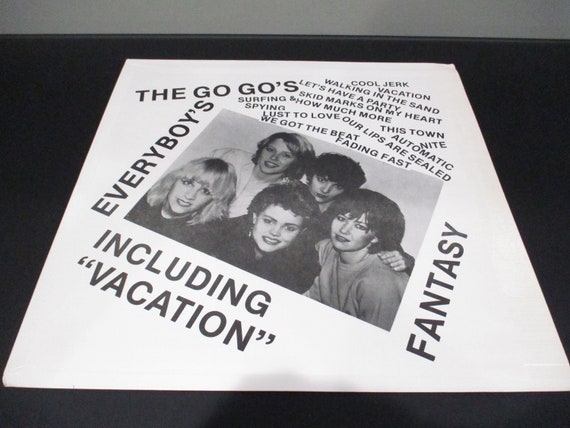 THE GO GO'S
COOL JERK
WALKING IN THE SAND
VACATION
LET'S HAVE A PARTY
SKID MARKS ON MY HEART
SURFING &
SPYING
HOW MUCH MORE
THIS TOWN
LUST TO LOVE
OUR LIPS ARE SEALED
AUTOMATIC
NITE
WE GOT THE BEAT
FADING FAST
EVERYBOY'S
FANTASY
INCLUDING
“VACATION”